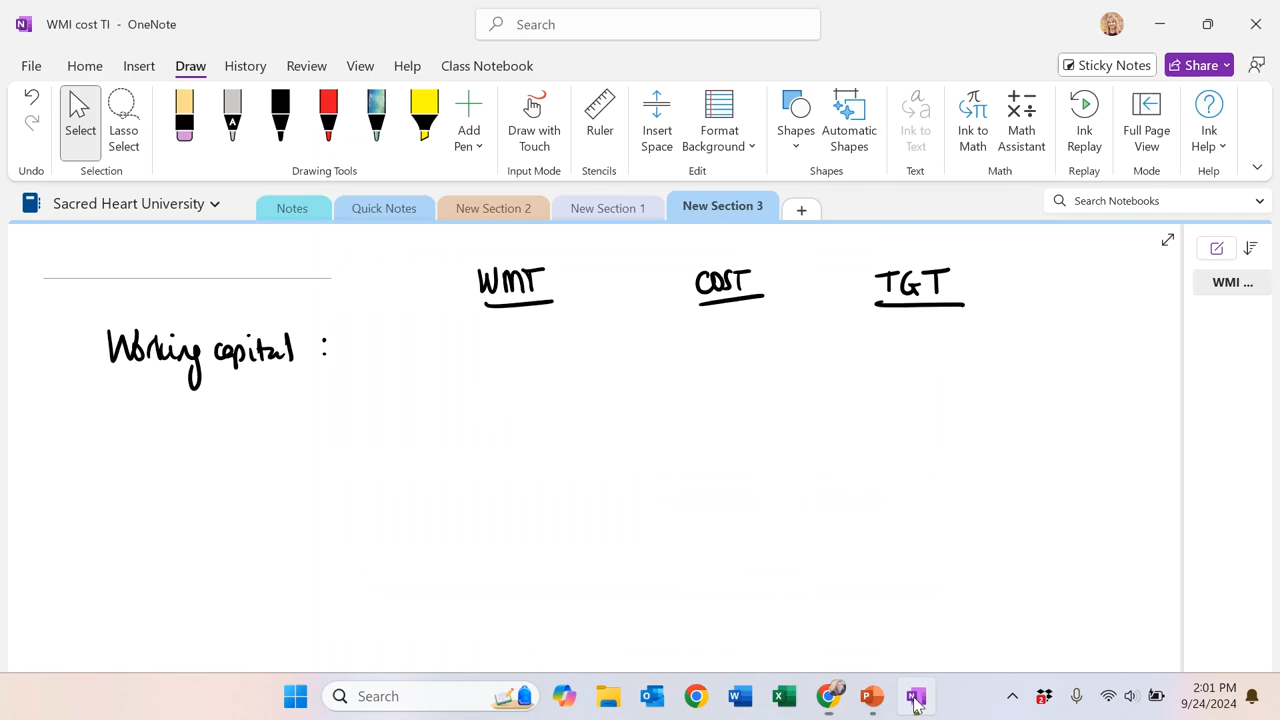 WMI cost TI - OneNote
Search
File Home Insert Draw History Review View Help Class Notebook
Sticky Notes Share
Select
Lasso Select
Add Pen
Draw with Touch
Ruler
Insert Space
Format Background
Shapes
Automatic Shapes
Ink to Text
Ink to Math
Math Assistant
Ink Replay
Full Page View
Ink Help
Undo Selection Drawing Tools Input Mode Stencils Edit Shapes Text Math Replay Mode Help
Sacred Heart University Notes Quick Notes New Section 2 New Section 1 New Section 3 Search Notebooks
WMT COST TGT
WMI ...
Working capital :
Search
2:01 PM
9/24/2024